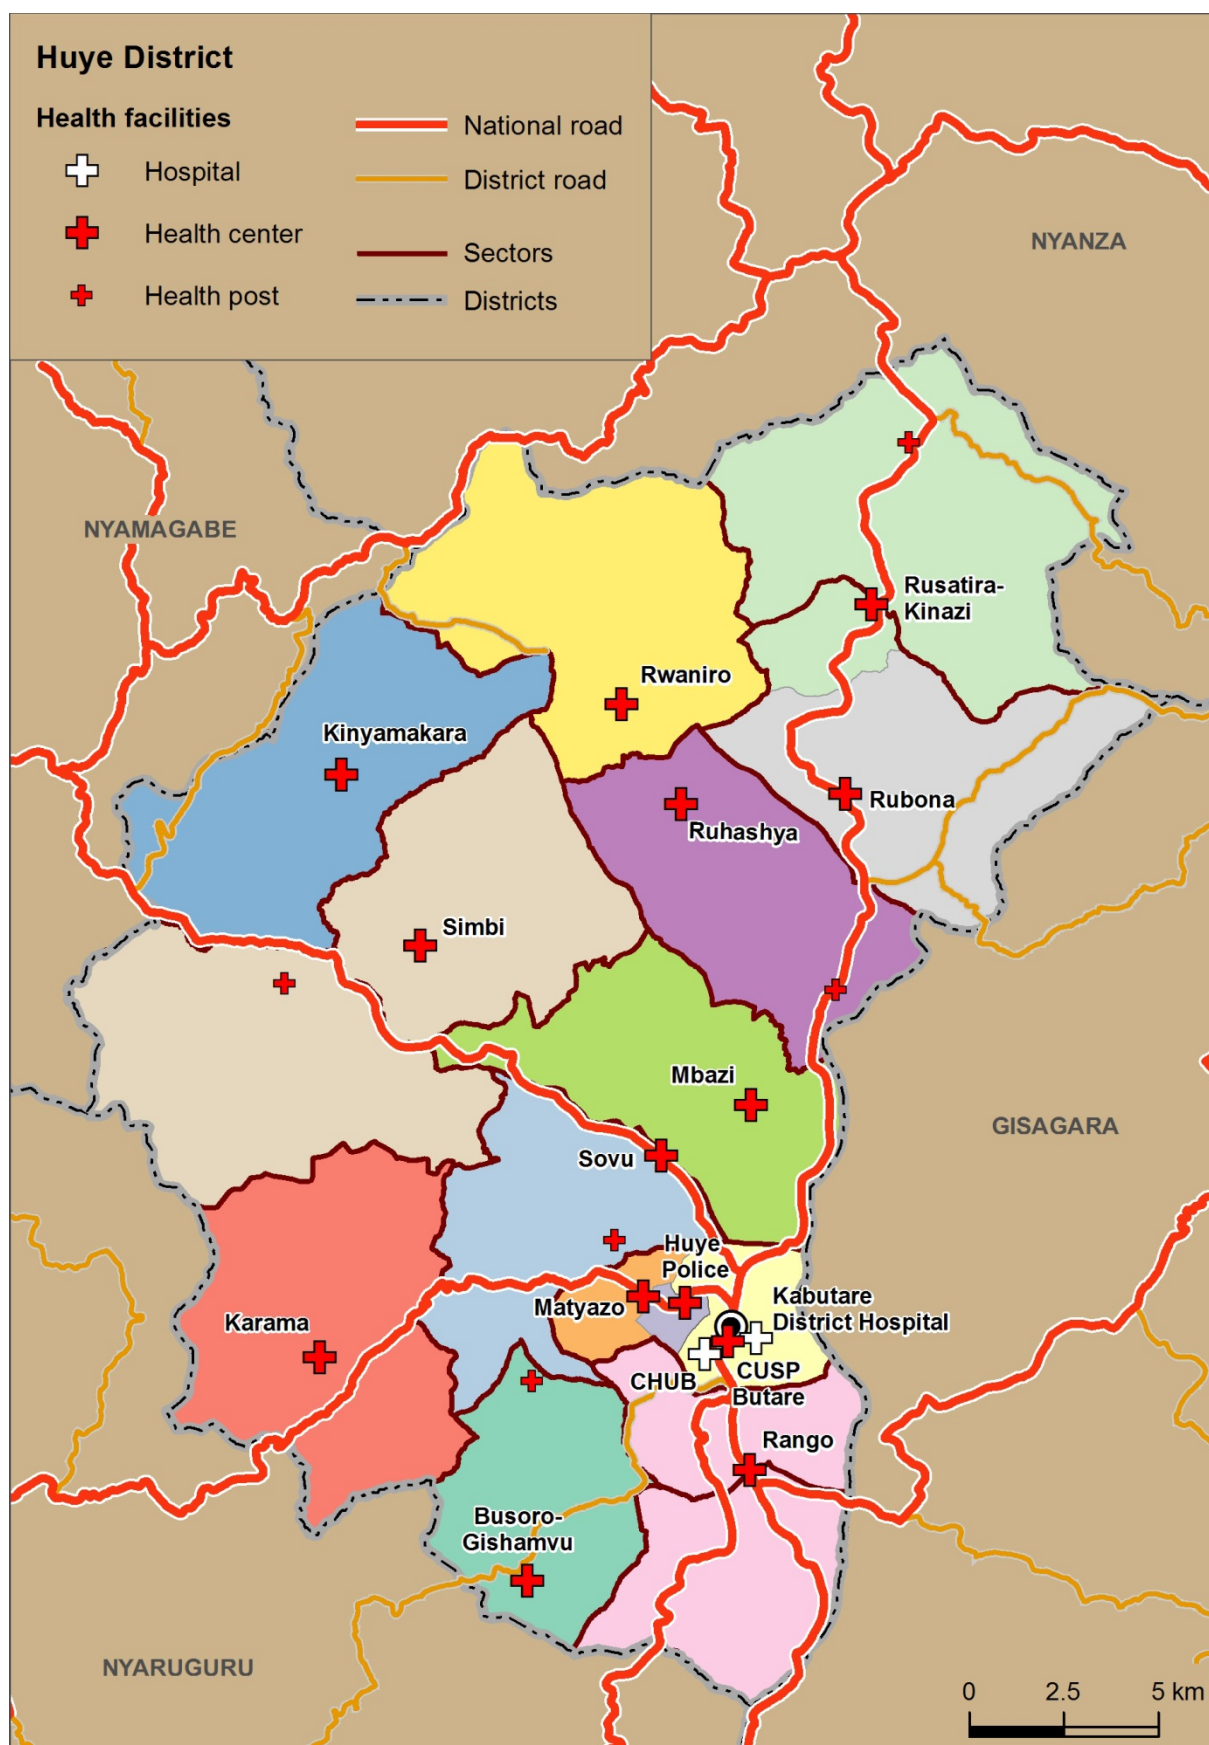 Huye District
Health facilities
Hospital
Health center
Health post
National road
District road
Sectors
Districts
NYANZA
NYAMAGABE
Rusatira-
Kinazi
Rwaniro
Kinyamakara
Rubona
Ruhashya
Simbi
Mbazi
GISAGARA
Sovu
Huye
Police
Matyazo
Kabutare
District Hospital
Karama
CHUB
CUSP
Butare
Rango
Busoro-
Gishamvu
NYARUGURU
0 2.5 5 km